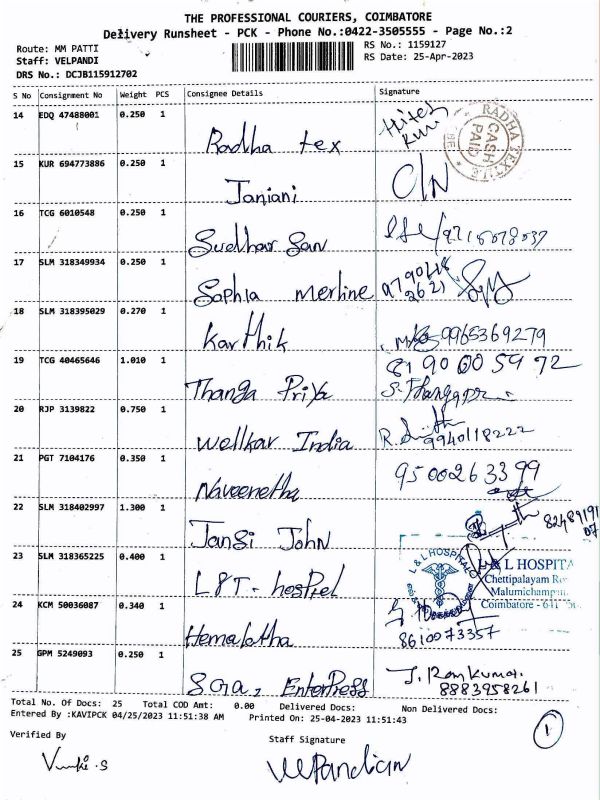 THE PROFESSIONAL COURIERS, COIMBATORE
Delivery Runsheet - PCK - Phone No.:0422-3505555 - Page No.:2
Route: MM PATTI
RS No.: 1159127
Staff: VELPANDI
RS Date: 25-Apr-2023
DRS No.: DCJB115912702
S No Consignment No Weight PCS Consignee Details Signature
14 EDQ 47488001 0.250 1 Radha tex Hitesh
RADHA TEXTILE
CASH PAID
15 KUR 694773886 0.250 1 Janiani C/N
16 TCG 6010548 0.250 1 Sudhar San
17 SLM 318349934 0.250 1 Sophia Merline
18 SLM 318395029 0.270 1 Karthik 9965369279
19 TCG 40465646 1.010 1 Thanga Priya 8190005972
20 RJP 3139822 0.750 1 Wellkar India 9940118222
21 PGT 7104176 0.350 1 Naveenetha 9500263399
22 SLM 318402997 1.300 1 Jansi John
23 SLM 318365225 0.400 1 L&T - hospiel
L & L HOSPITAL
L & L HOSPITA
Chettipalayam Ro
Malumichampa
Coimbatore - 641
24 KCM 50036087 0.340 1 Hemalatha 8610073357
25 GPM 5249093 0.250 1 J. Ramkumar.
8883958261
Total No. Of Docs: 25 Total COD Amt: 0.00 Delivered Docs: Non Delivered Docs:
Entered By :KAVIPCK 04/25/2023 11:51:38 AM Printed On: 25-04-2023 11:51:43
1
Verified By
Staff Signature